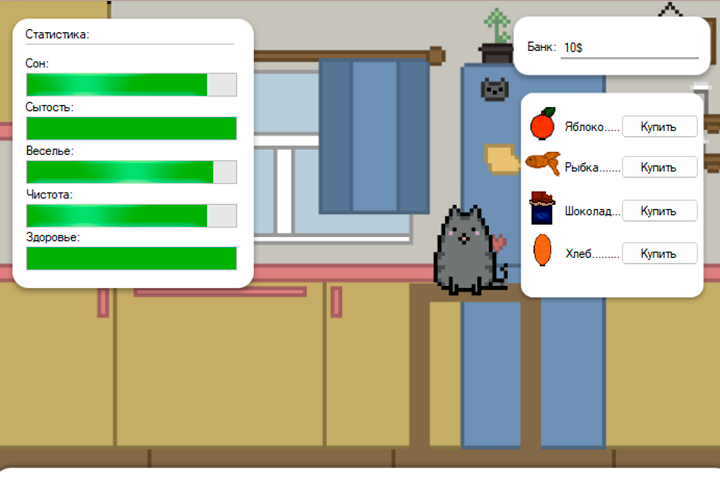 Статистика:
Сон:
Сытость:
Веселье:
Чистота:
Здоровье:
Банк: 10$
Яблоко..... Купить
Рыбка....... Купить
Шоколад... Купить
Хлеб......... Купить